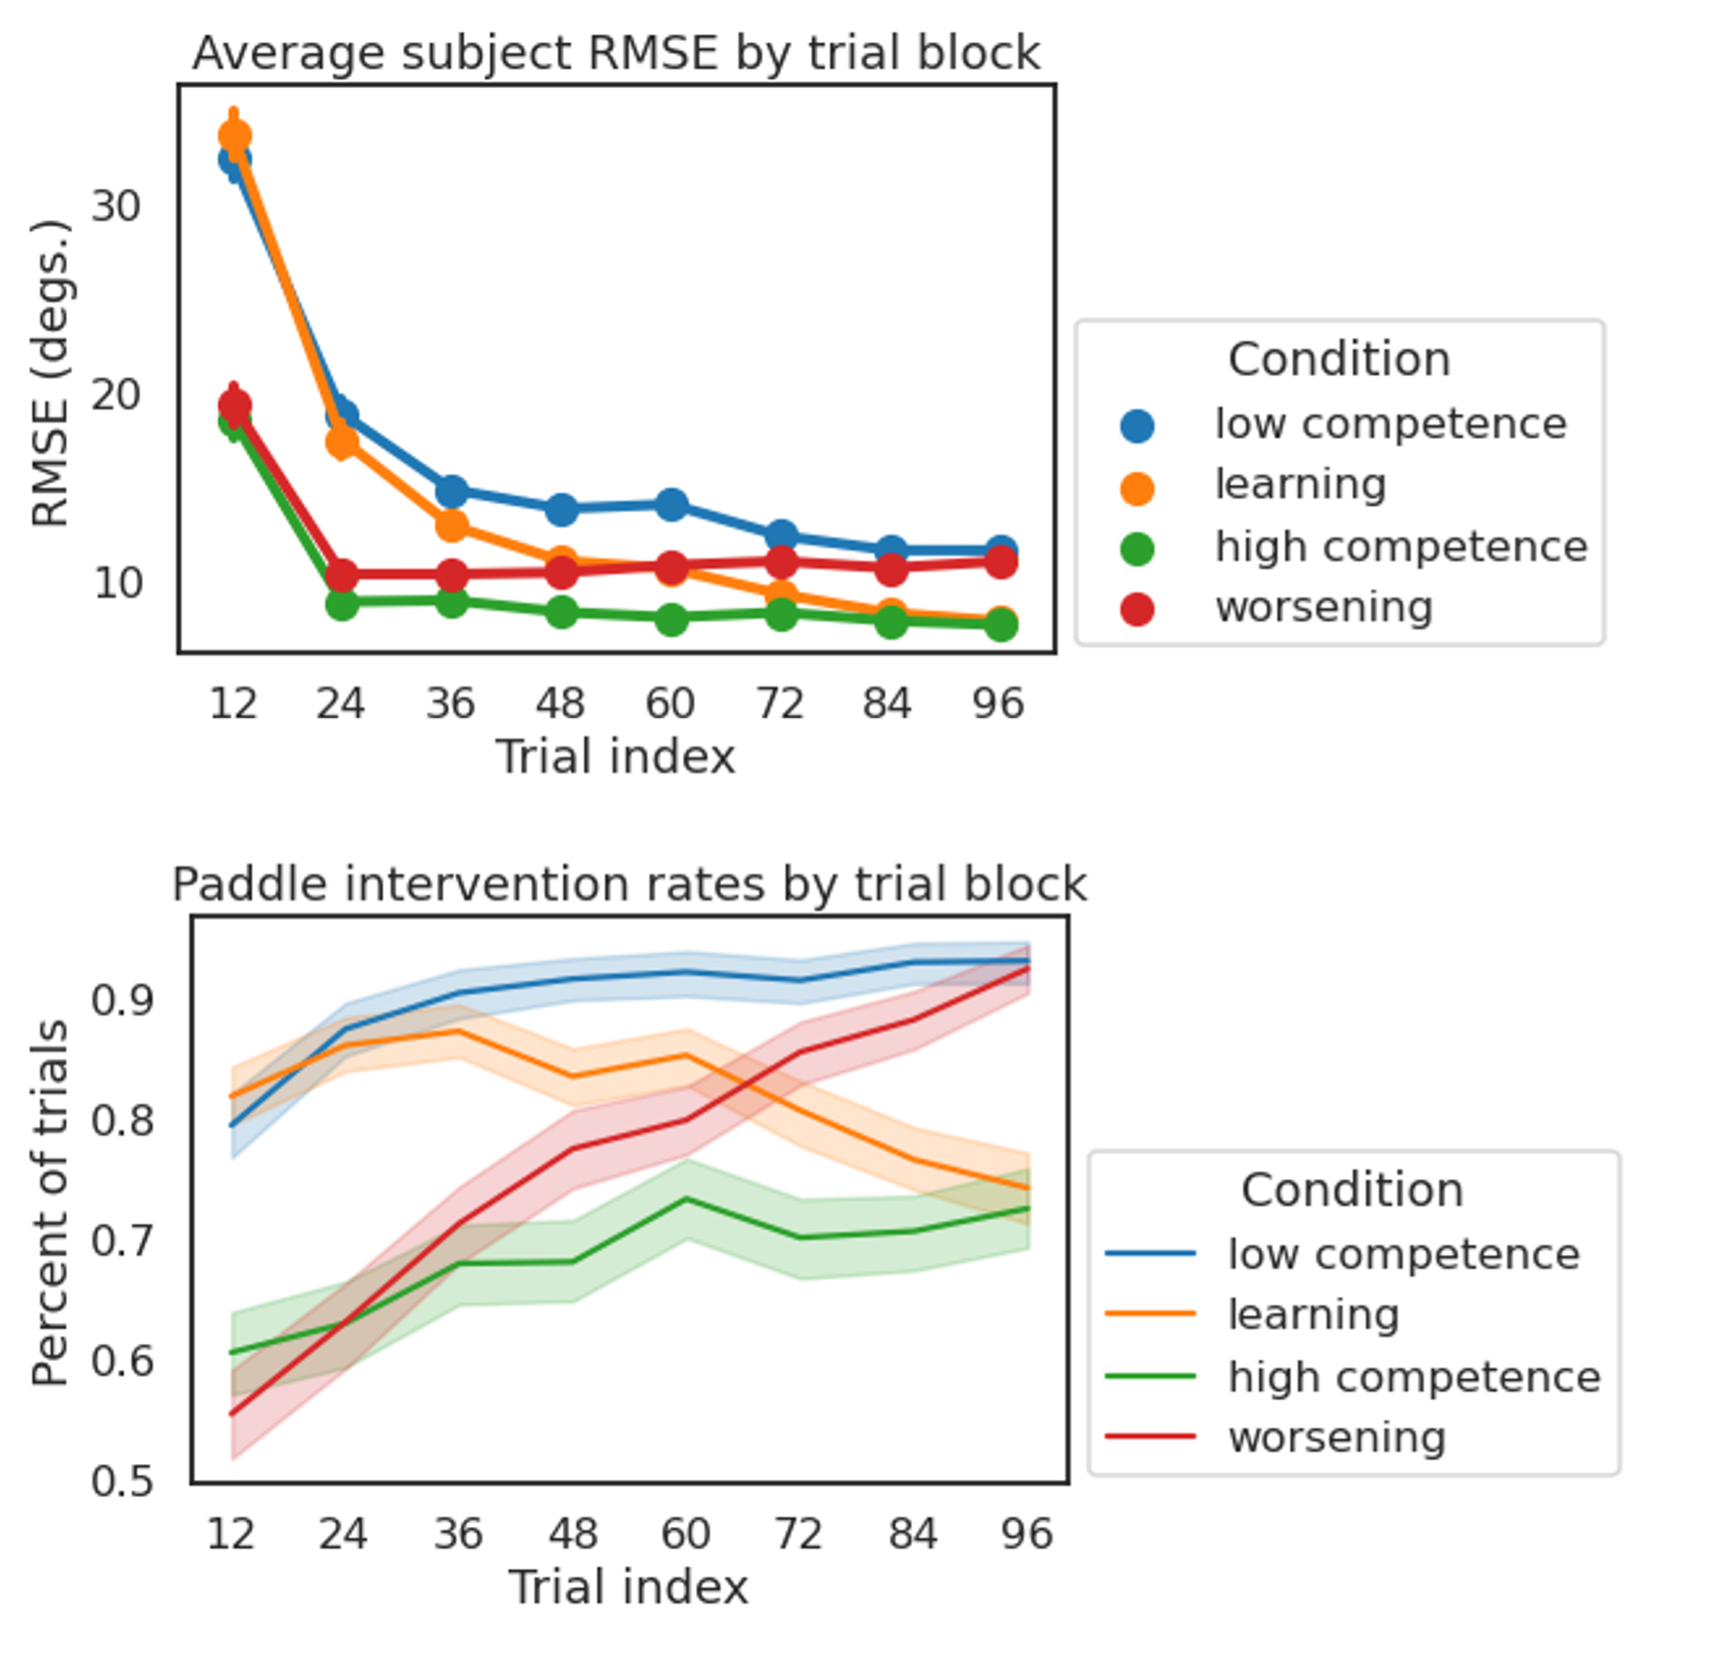 Average subject RMSE by trial block
RMSE (degs.)
30
20
10
12 24 36 48 60 72 84 96
Trial index
Condition
low competence
learning
high competence
worsening
Paddle intervention rates by trial block
Percent of trials
0.9
0.8
0.7
0.6
0.5
12 24 36 48 60 72 84 96
Trial index
Condition
low competence
learning
high competence
worsening